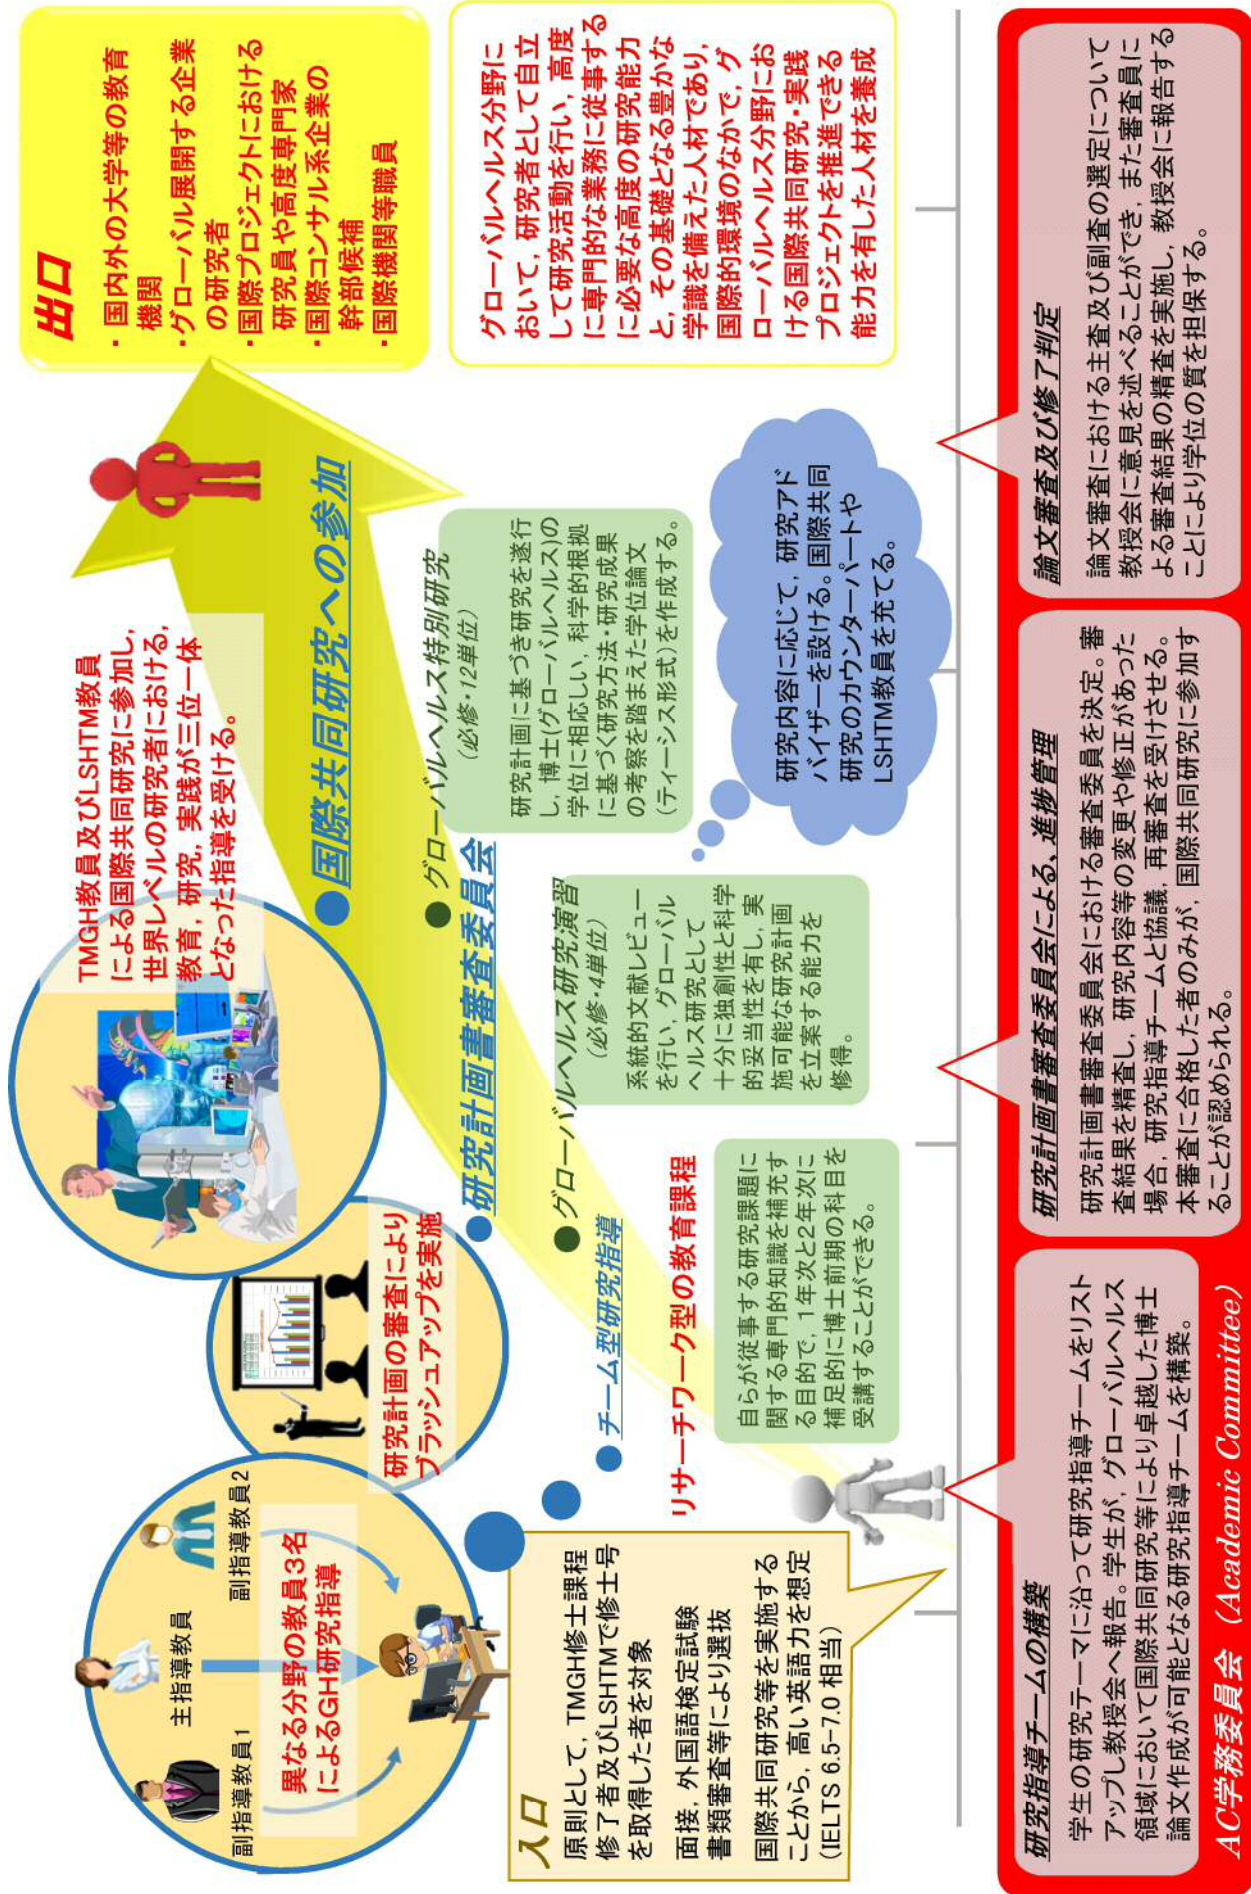 副指導教員1
主指導教員
副指導教員2
異なる分野の教員3名
によるGH研究指導
研究計画の審査により
ブラッシュアップを実施
TMGH教員及びLSHTM教員
による国際共同研究に参加し,
世界レベルの研究者における,
教育,研究,実践が三位一体
となった指導を受ける。
出口
・国内外の大学等の教育
機関
・グローバル展開する企業
の研究者
・国際プロジェクトにおける
研究員や高度専門家
・国際コンサル系企業の
幹部候補
・国際機関等職員
●国際共同研究への参加
●グローバルヘルス特別研究
(必修・12単位)
研究計画に基づき研究を遂行
し,博士(グローバルヘルス)の
学位に相応しい,科学的根拠
に基づく研究方法・研究成果
の考察を踏まえた学位論文
(ティーシス形式)を作成する。
●研究計画書審査委員会
●グローバルヘルス研究演習
(必修・4単位)
系統的文献レビュー
を行い,グローバル
ヘルス研究として
十分に独創性と科学
的妥当性を有し,実
施可能な研究計画
を立案する能力を
修得。
●チーム型研究指導
リサーチワーク型の教育課程
自らが従事する研究課題に
関する専門的知識を補充す
る目的で,1年次と2年次に
補足的に博士前期の科目を
受講することができる。
入口
原則として,TMGH修士課程
修了者及びLSHTMで修士号
を取得した者を対象
面接,外国語検定試験
書類審査等により選抜
国際共同研究等を実施する
ことから,高い英語力を想定
(IELTS 6.5-7.0 相当)
研究内容に応じて,研究アド
バイザーを設ける。国際共同
研究のカウンターパートや
LSHTM教員を充てる。
グローバルヘルス分野に
おいて,研究者として自立
して研究活動を行い,高度
に専門的な業務に従事する
に必要な高度の研究能力
と,その基礎となる豊かな
学識を備えた人材であり,
国際的環境のなかで,グ
ローバルヘルス分野にお
ける国際共同研究・実践
プロジェクトを推進できる
能力を有した人材を養成
研究指導チームの構築
学生の研究テーマに沿って研究指導チームをリスト
アップし教授会へ報告。学生が,グローバルヘルス
領域において国際共同研究等により卓越した博士
論文作成が可能となる研究指導チームを構築。
研究計画書審査委員会による、進捗管理
研究計画書審査委員会における審査委員を決定。審
査結果を精査し,研究内容等の変更や修正があった
場合,研究指導チームと協議,再審査を受けさせる。
本審査に合格した者のみが,国際共同研究に参加す
ることが認められる。
論文審査及び修了判定
論文審査における主査及び副査の選定について
教授会に意見を述べることができ,また審査員に
よる審査結果の精査を実施し,教授会に報告する
ことにより学位の質を担保する。
AC学務委員会 (Academic Committee)